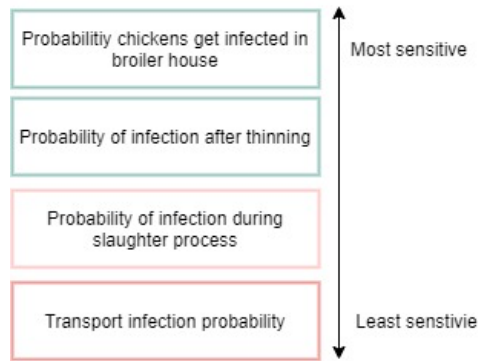 Probabilitiy chickens get infected in
broiler house
Most sensitive
Probability of infection after thinning
Probability of infection during
slaughter process
Transport infection probability
Least senstivie